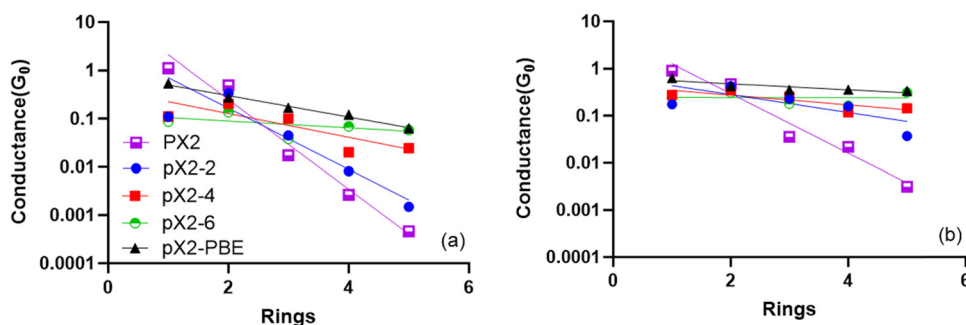 Conductance(G₀)
10
1
0.1
0.01
0.001
0.0001
PX2
pX2-2
pX2-4
pX2-6
pX2-PBE
(a)
0 2 4 6
Rings
Conductance(G₀)
10
1
0.1
0.01
0.001
0.0001
(b)
0 2 4 6
Rings